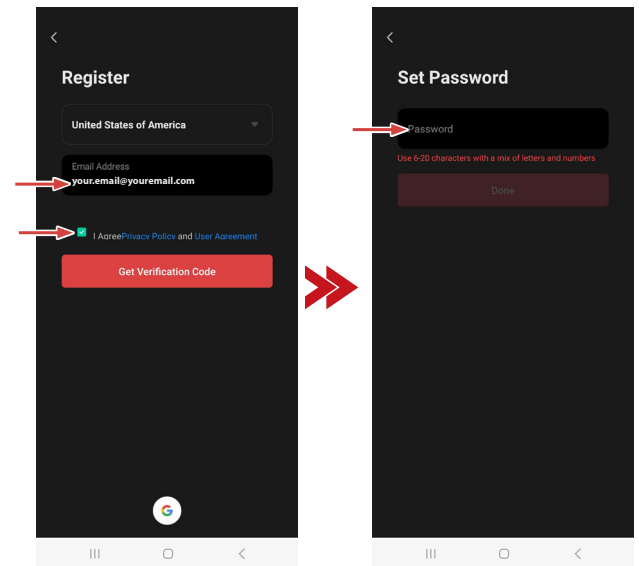 Register
United States of America
Email Address
your.email@youremail.com
I AgreePrivacy Policy and User Agreement
Get Verification Code
G
Set Password
Password
Use 6-20 characters with a mix of letters and numbers
Done